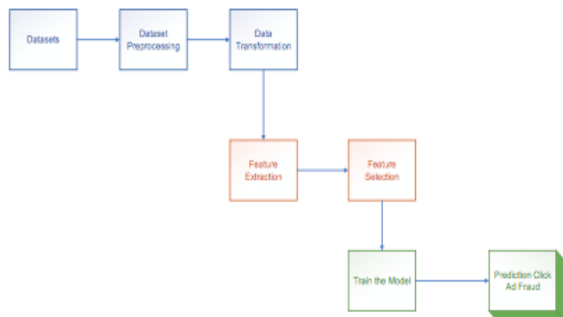 Datasets
Dataset
Preprocessing
Data
Transformation
Feature
Extraction
Feature
Selection
Train the Model
Prediction Click
Ad Fraud